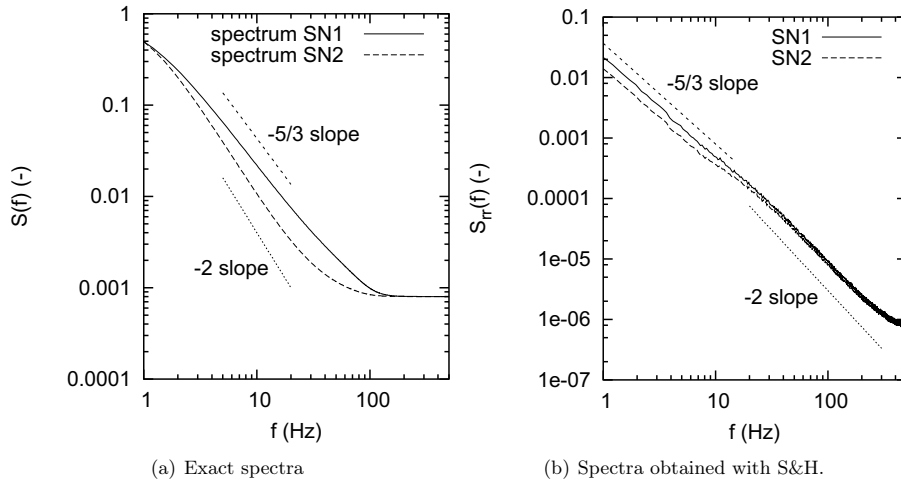 1
0.1
0.01
0.001
0.0001
S(f) (-)
spectrum SN1
spectrum SN2
-5/3 slope
-2 slope
1
10
100
f (Hz)
(a) Exact spectra
0.1
0.01
0.001
0.0001
1e-05
1e-06
1e-07
Srr(f) (-)
SN1
SN2
-5/3 slope
-2 slope
1
10
100
f (Hz)
(b) Spectra obtained with S&H.